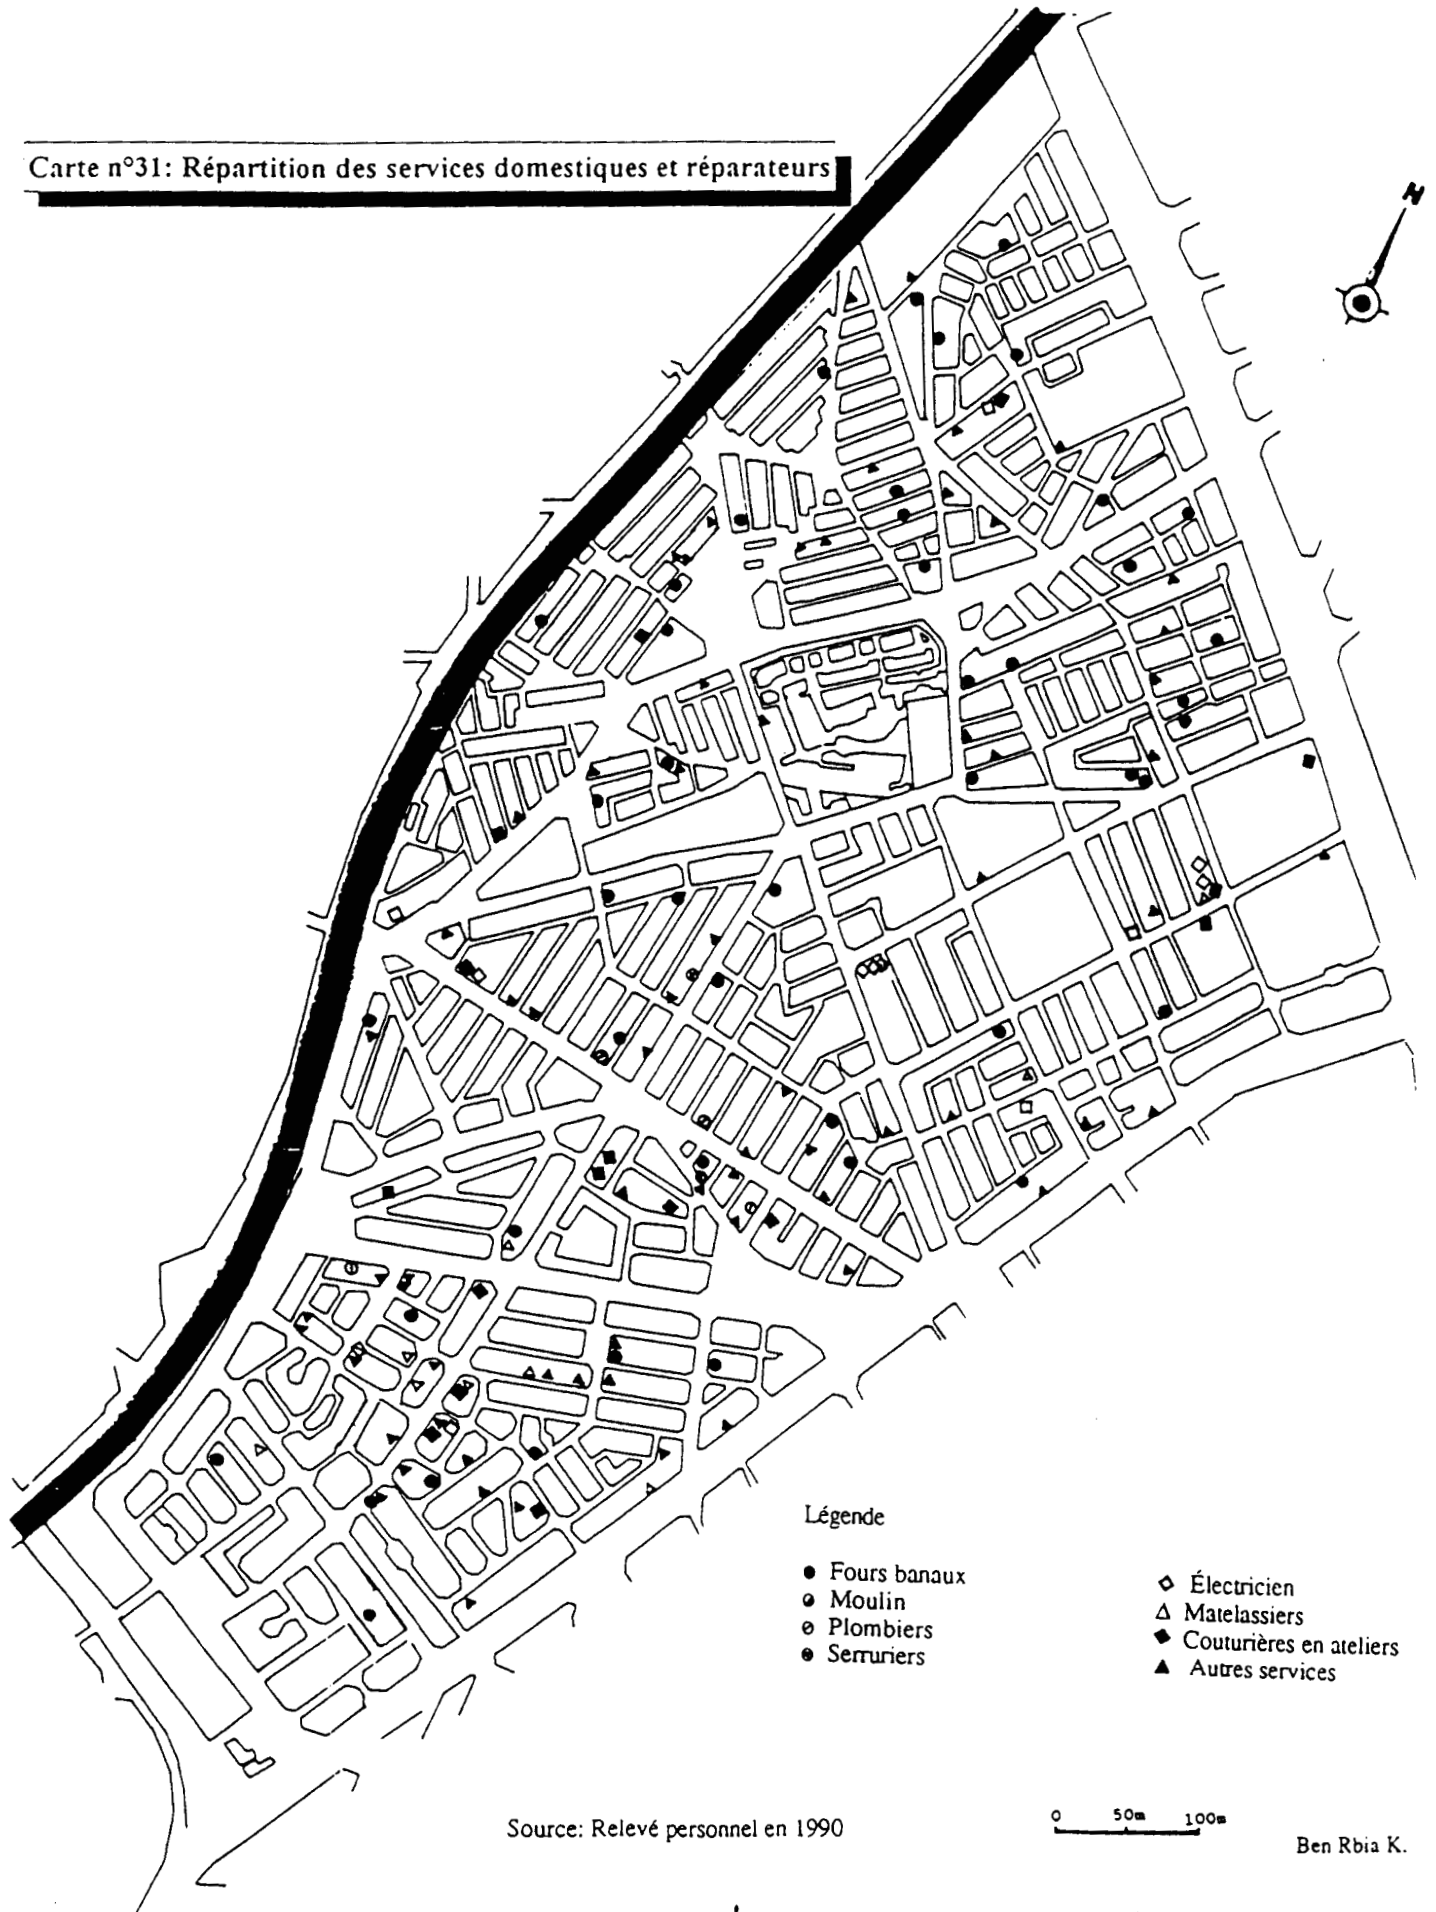 Carte n°31: Répartition des services domestiques et réparateurs
N
Légende
Fours banaux
Moulin
Plombiers
Serruriers
Électricien
Matelassiers
Couturières en ateliers
Autres services
Source: Relevé personnel en 1990
0 50m 100m
Ben Rbia K.